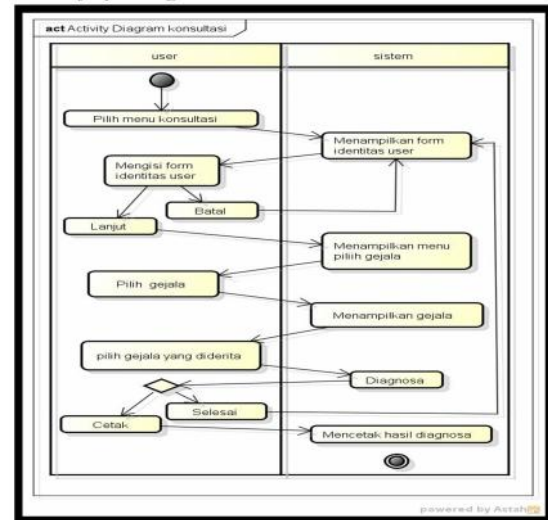 act Activity Diagram konsultasi
user
sistem
Pilih menu konsultasi
Menampilkan form
identitas user
Mengisi form
identitas user
Batal
Lanjut
Menampilkan menu
piliih gejala
Pilih gejala
Menampilkan gejala
pilih gejala yang diderita
Diagnosa
Selesai
Cetak
Mencetak hasil diagnosa
powered by Astah